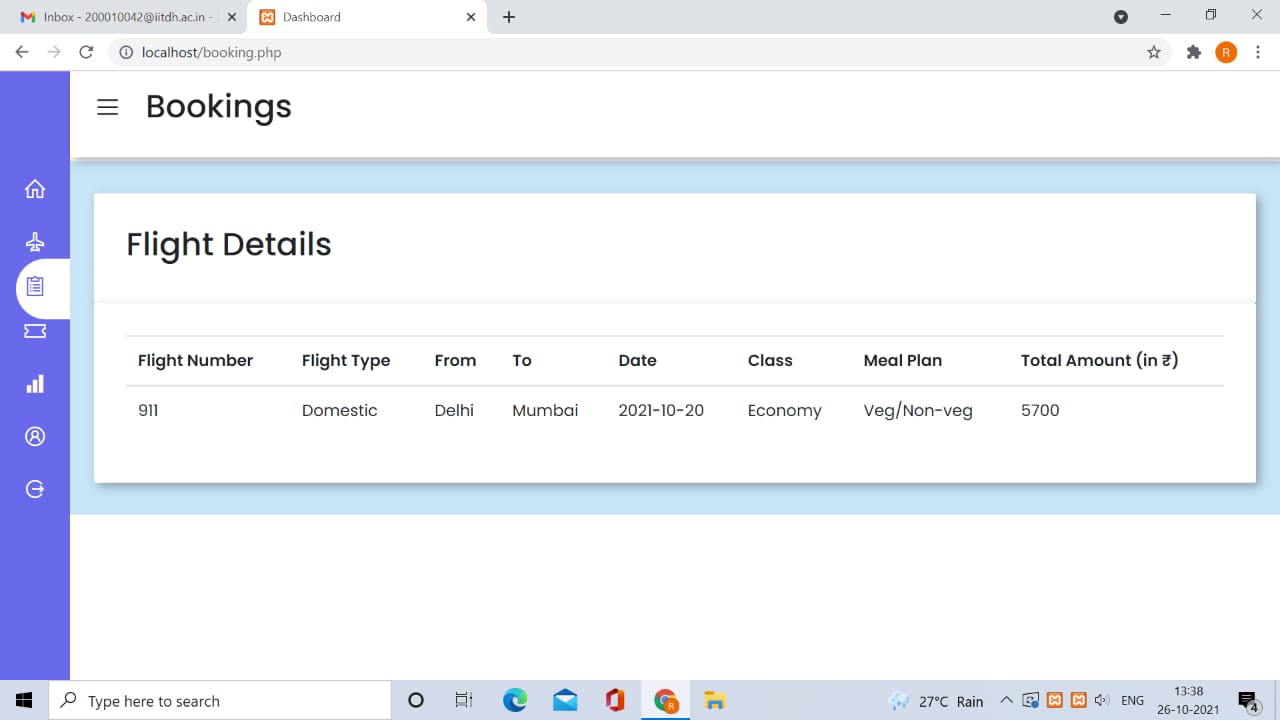 Inbox - 200010042@iitdh.ac.in -
Dashboard
localhost/booking.php
R
Bookings
Flight Details
Flight Number Flight Type From To Date Class Meal Plan Total Amount (in ₹)
911 Domestic Delhi Mumbai 2021-10-20 Economy Veg/Non-veg 5700
Type here to search
R
27°C Rain
ENG
13:38
26-10-2021
4